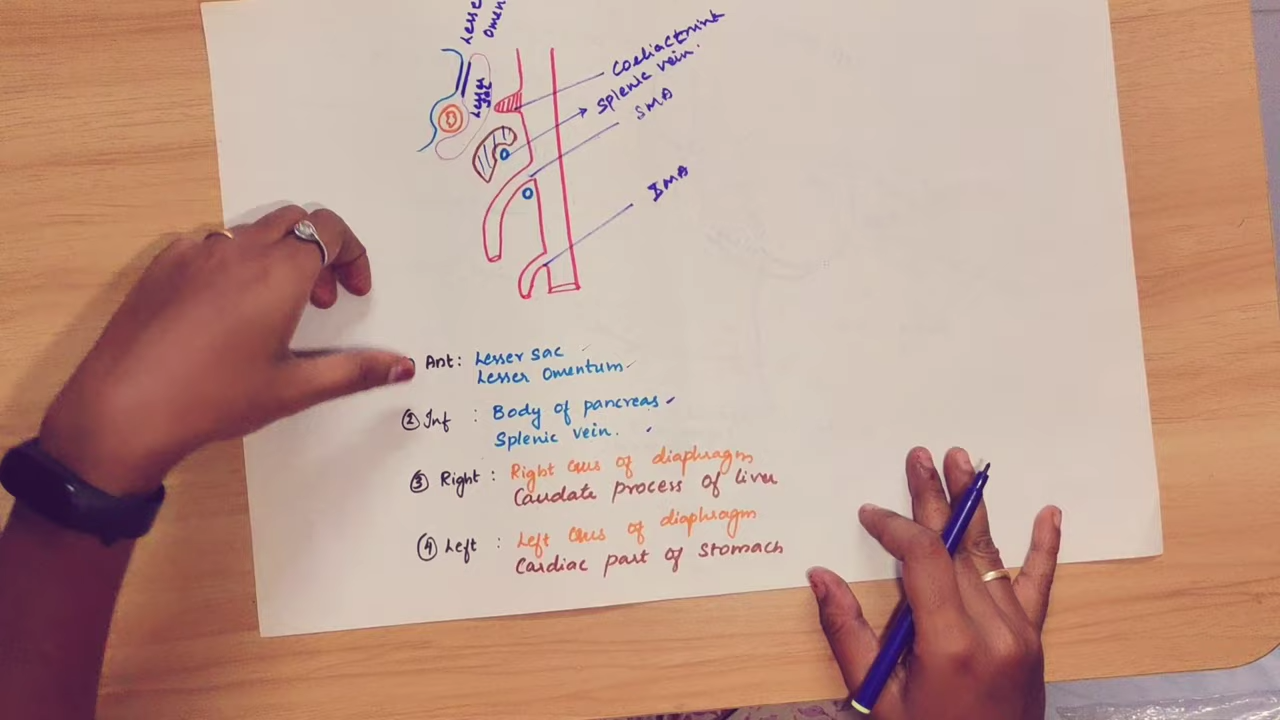 Lesser
Omen
Lesser
sac
Coeliac trunk
Splenic vein.
SMA
IMA
Ant: Lesser sac
Lesser Omentum
② Inf : Body of pancreas
Splenic vein.
③ Right : Right Crus of diaphragm
Caudate process of liver
④ Left : Left Crus of diaphragm
Cardiac part of stomach